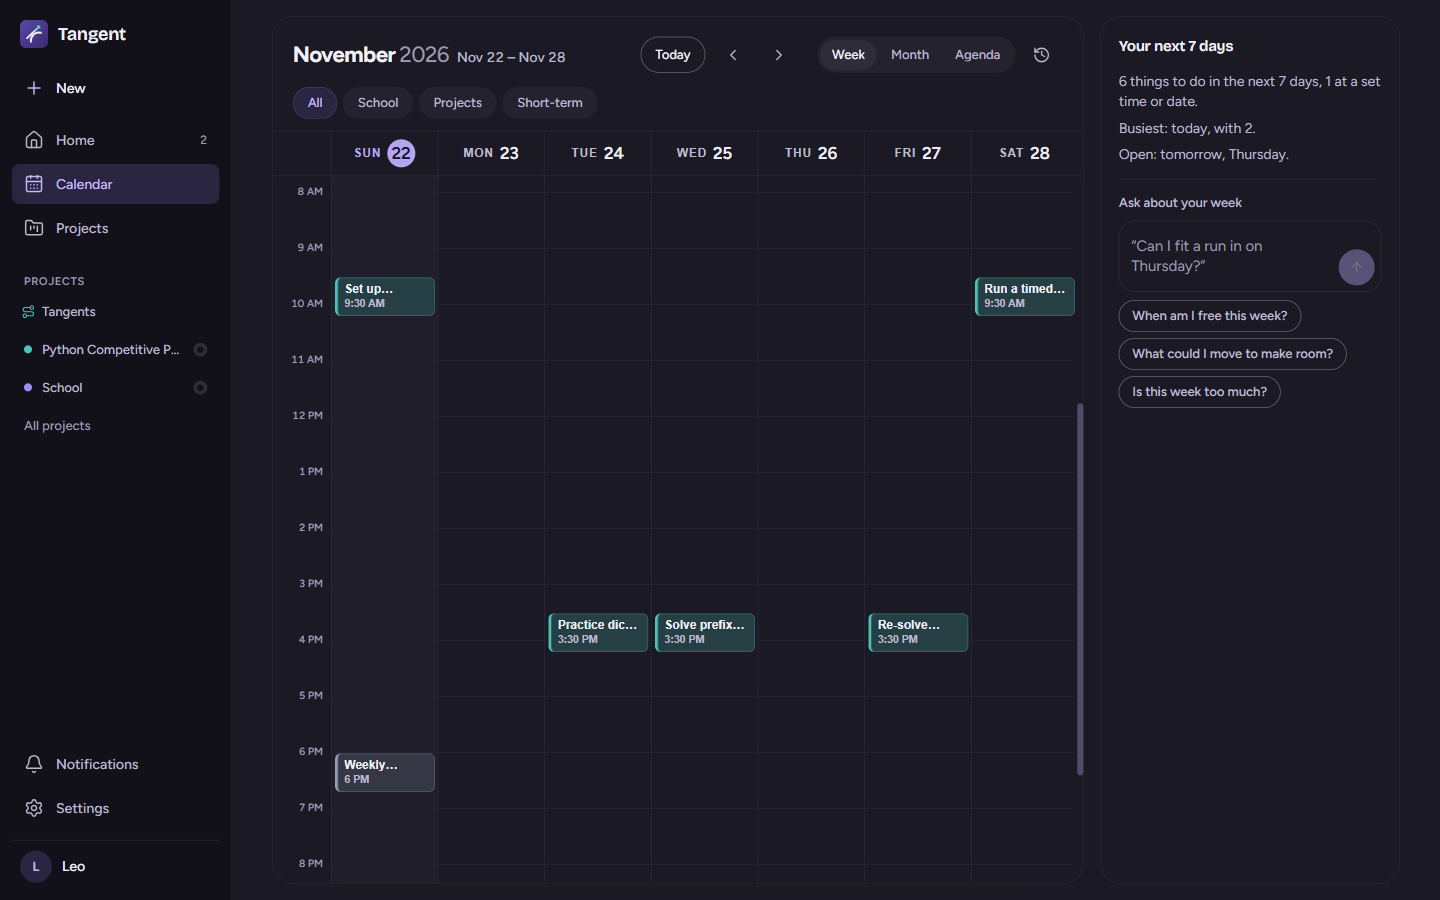 Tangent
New
Home 2
Calendar
Projects
PROJECTS
Tangents
Python Competitive P...
School
All projects
Notifications
Settings
L Leo
November 2026 Nov 22 – Nov 28
Today
Week Month Agenda
All School Projects Short-term
SUN 22 MON 23 TUE 24 WED 25 THU 26 FRI 27 SAT 28
8 AM
9 AM
Set up...
9:30 AM
Run a timed...
9:30 AM
10 AM
11 AM
12 PM
1 PM
2 PM
3 PM
Practice dic...
3:30 PM
Solve prefix...
3:30 PM
Re-solve...
3:30 PM
4 PM
5 PM
6 PM
Weekly...
6 PM
7 PM
8 PM
Your next 7 days
6 things to do in the next 7 days, 1 at a set
time or date.
Busiest: today, with 2.
Open: tomorrow, Thursday.
Ask about your week
“Can I fit a run in on
Thursday?”
When am I free this week?
What could I move to make room?
Is this week too much?